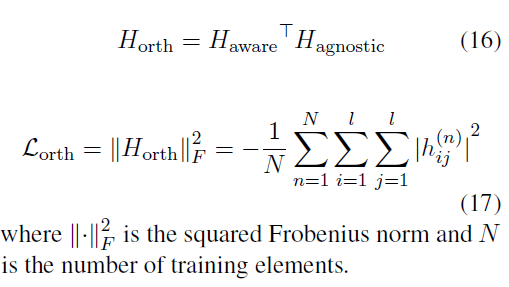 H_orth = H_aware^⊤ H_agnostic (16)
ℒ_orth = ‖H_orth‖_F^2 = −\frac{1}{N} ∑_{n=1}^{N} ∑_{i=1}^{l} ∑_{j=1}^{l} |h_{ij}^{(n)}|^2
(17)
where ‖·‖_F^2 is the squared Frobenius norm and N
is the number of training elements.